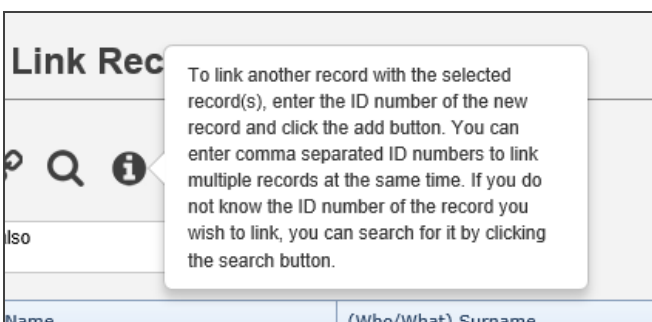 Link Rec
To link another record with the selected
record(s), enter the ID number of the new
record and click the add button. You can
enter comma separated ID numbers to link
multiple records at the same time. If you do
not know the ID number of the record you
wish to link, you can search for it by clicking
the search button.
lso
Name
(Who/What) Surname